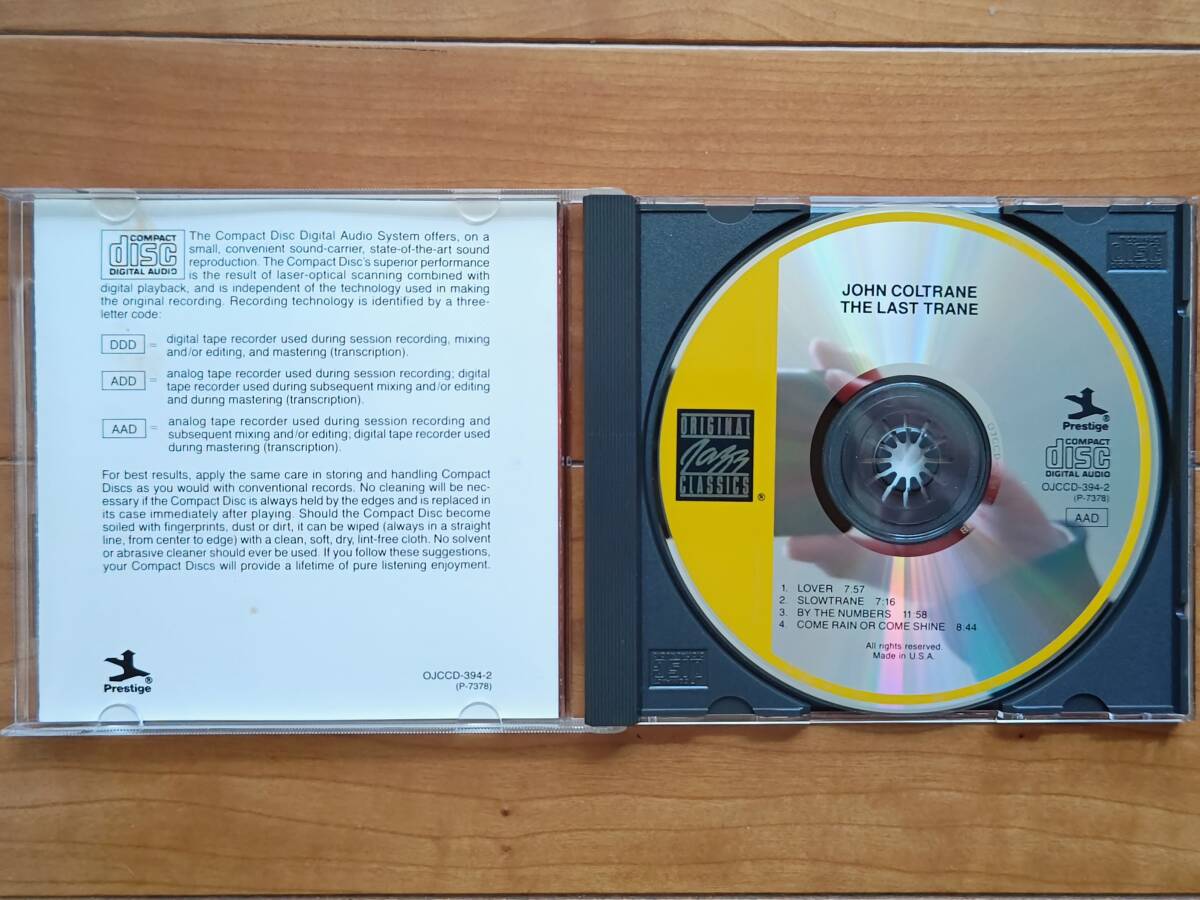 COMPACT
disc
DIGITAL AUDIO
The Compact Disc Digital Audio System offers, on a
small, convenient sound-carrier, state-of-the-art sound
reproduction. The Compact Disc's superior performance
is the result of laser-optical scanning combined with
digital playback, and is independent of the technology used in making
the original recording. Recording technology is identified by a three-
letter code:
DDD = digital tape recorder used during session recording, mixing
and/or editing, and mastering (transcription).
ADD = analog tape recorder used during session recording; digital
tape recorder used during subsequent mixing and/or editing
and during mastering (transcription).
AAD = analog tape recorder used during session recording and
subsequent mixing and/or editing; digital tape recorder used
during mastering (transcription).
For best results, apply the same care in storing and handling Compact
Discs as you would with conventional records. No cleaning will be nec-
essary if the Compact Disc is always held by the edges and is replaced in
its case immediately after playing. Should the Compact Disc become
soiled with fingerprints, dust or dirt, it can be wiped (always in a straight
line, from center to edge) with a clean, soft, dry, lint-free cloth. No solvent
or abrasive cleaner should ever be used. If you follow these suggestions,
your Compact Discs will provide a lifetime of pure listening enjoyment.
Prestige®
OJCCD-394-2
(P-7378)
JOHN COLTRANE
THE LAST TRANE
ORIGINAL
Jazz
CLASSICS®
Prestige®
COMPACT
disc
DIGITAL AUDIO
OJCCD-394-2
(P-7378)
AAD
1. LOVER 7:57
2. SLOWTRANE 7:16
3. BY THE NUMBERS 11:58
4. COME RAIN OR COME SHINE 8:44
All rights reserved.
Made in U.S.A.